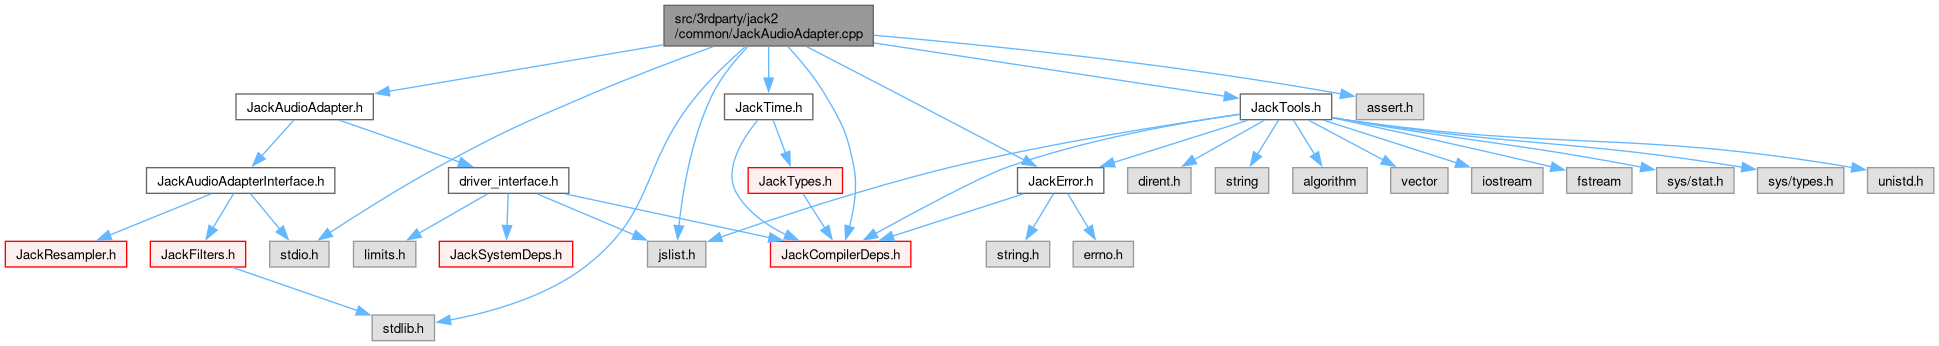 src/3rdparty/jack2
/common/JackAudioAdapter.cpp
JackAudioAdapter.h
JackTime.h
JackTools.h
assert.h
JackAudioAdapterInterface.h
driver_interface.h
JackTypes.h
JackError.h
dirent.h
string
algorithm
vector
iostream
fstream
sys/stat.h
sys/types.h
unistd.h
JackResampler.h
JackFilters.h
stdio.h
limits.h
JackSystemDeps.h
jslist.h
JackCompilerDeps.h
string.h
errno.h
stdlib.h